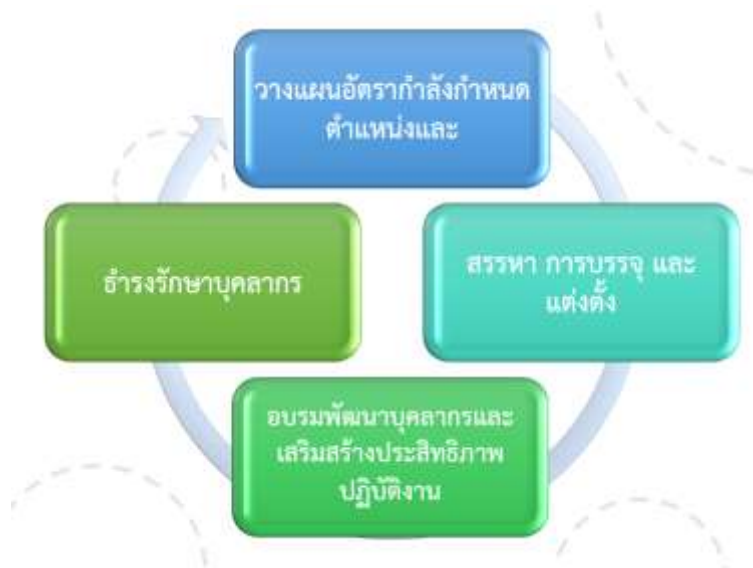 วางแผนอัตรากำลังกำหนด
ตำแหน่งและ
สรรหา การบรรจุ และ
แต่งตั้ง
อบรมพัฒนาบุคลากรและ
เสริมสร้างประสิทธิภาพ
ปฏิบัติงาน
ธำรงรักษาบุคลากร